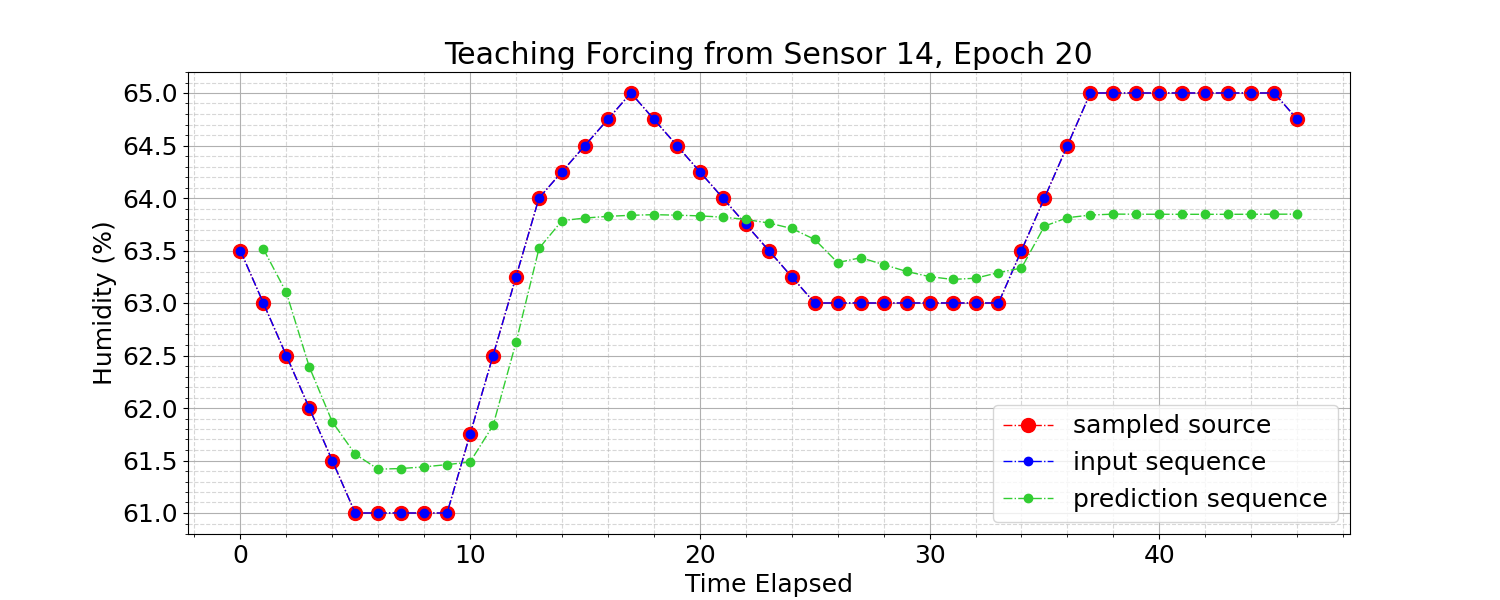 Teaching Forcing from Sensor 14, Epoch 20
Humidity (%)
65.0
64.5
64.0
63.5
63.0
62.5
62.0
61.5
61.0
sampled source
input sequence
prediction sequence
0 10 20 30 40
Time Elapsed